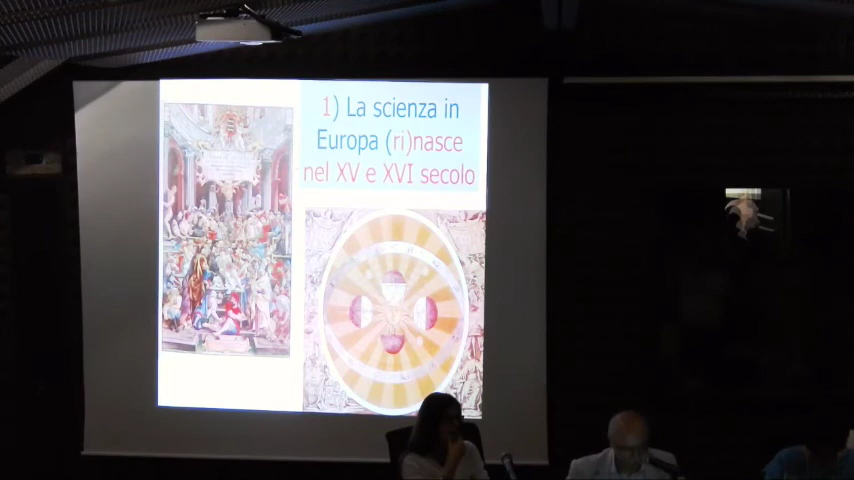 1) La scienza in
Europa (ri)nasce
nel XV e XVI secolo